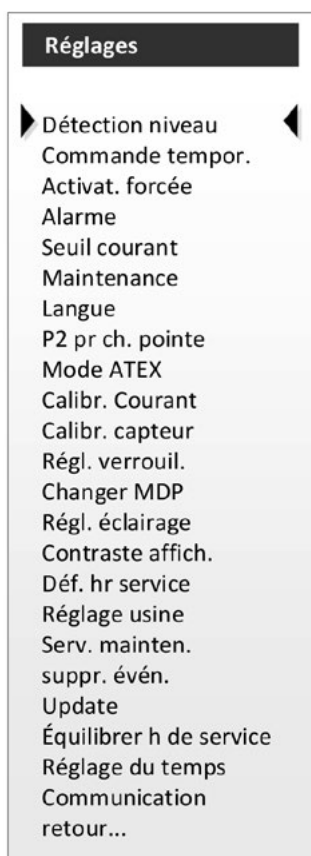 Réglages
Détection niveau
Commande tempor.
Activat. forcée
Alarme
Seuil courant
Maintenance
Langue
P2 pr ch. pointe
Mode ATEX
Calibr. Courant
Calibr. capteur
Régl. verrouil.
Changer MDP
Régl. éclairage
Contraste affich.
Déf. hr service
Réglage usine
Serv. mainten.
suppr. évén.
Update
Équilibrer h de service
Réglage du temps
Communication
retour...